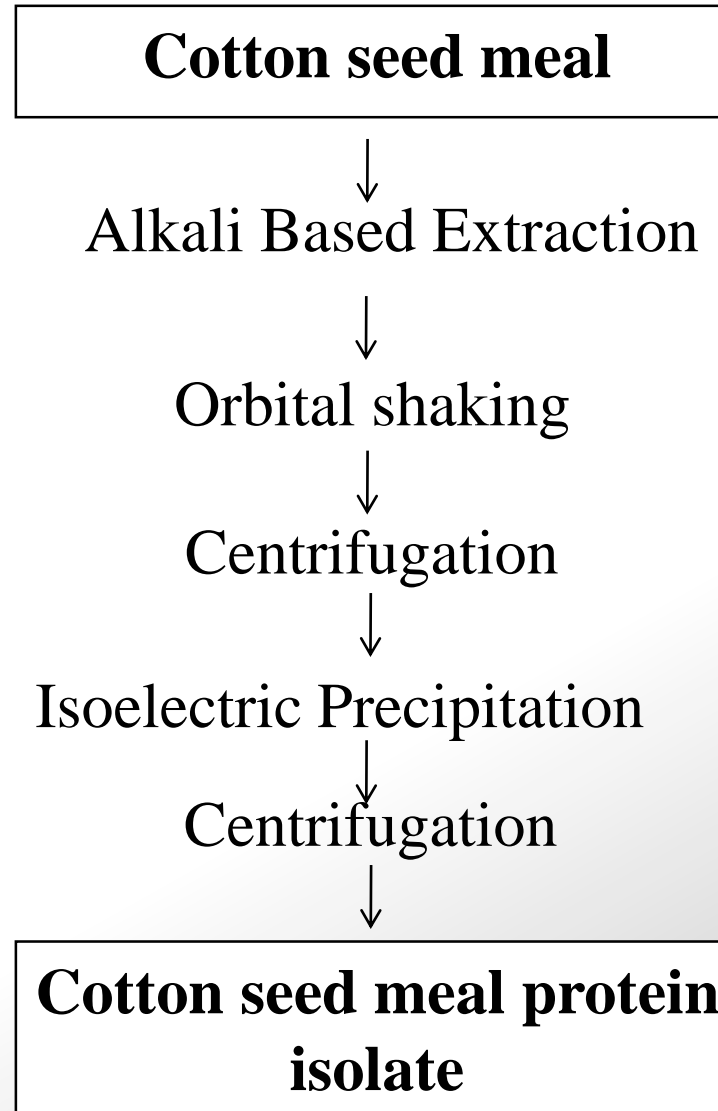 Cotton seed meal
Alkali Based Extraction
Orbital shaking
Centrifugation
Isoelectric Precipitation
Centrifugation
Cotton seed meal protein
isolate